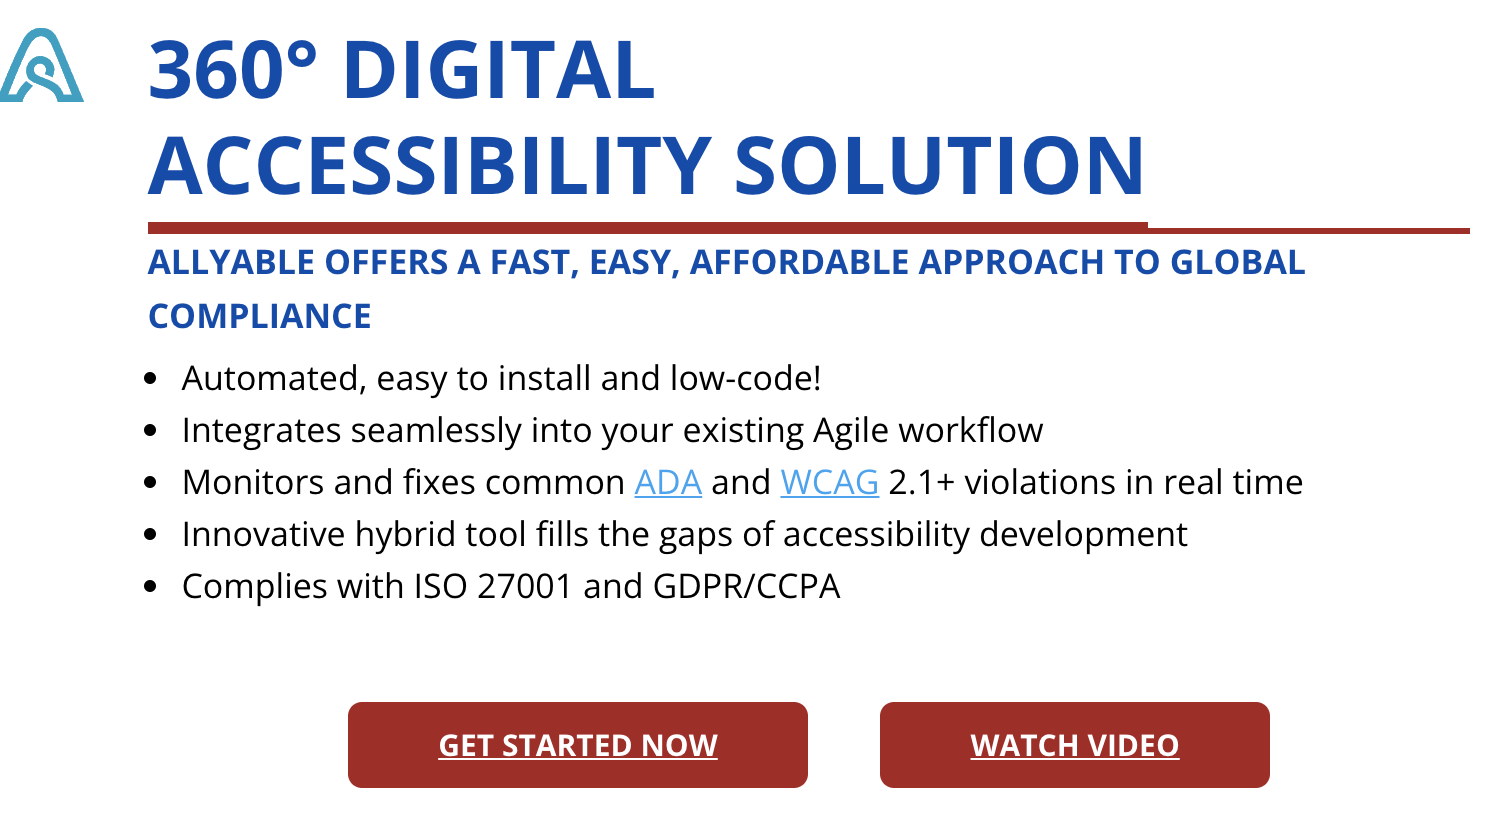 360° DIGITAL
ACCESSIBILITY SOLUTION
ALLYABLE OFFERS A FAST, EASY, AFFORDABLE APPROACH TO GLOBAL
COMPLIANCE
• Automated, easy to install and low-code!
• Integrates seamlessly into your existing Agile workflow
• Monitors and fixes common ADA and WCAG 2.1+ violations in real time
• Innovative hybrid tool fills the gaps of accessibility development
• Complies with ISO 27001 and GDPR/CCPA
GET STARTED NOW
WATCH VIDEO